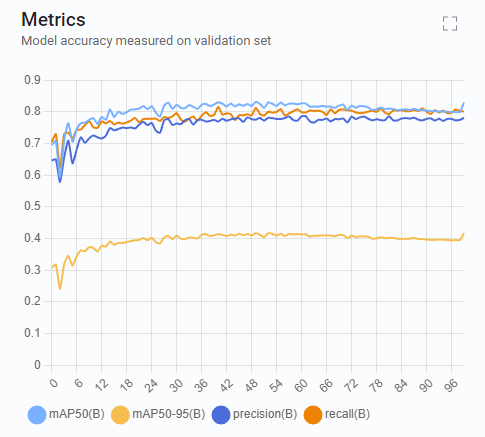 Metrics
Model accuracy measured on validation set
0.9
0.8
0.7
0.6
0.5
0.4
0.3
0.2
0.1
0
0 6 12 18 24 30 36 42 48 54 60 66 72 78 84 90 96
mAP50(B) mAP50-95(B) precision(B) recall(B)